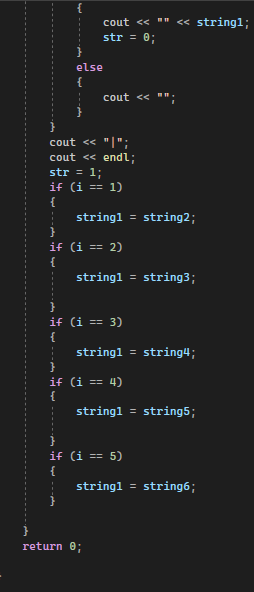 {
cout << "" << string1;
str = 0;
}
else
{
cout << "";
}
}
cout << "|";
cout << endl;
str = 1;
if (i == 1)
{
string1 = string2;
}
if (i == 2)
{
string1 = string3;
}
if (i == 3)
{
string1 = string4;
}
if (i == 4)
{
string1 = string5;
}
if (i == 5)
{
string1 = string6;
}
}
return 0;